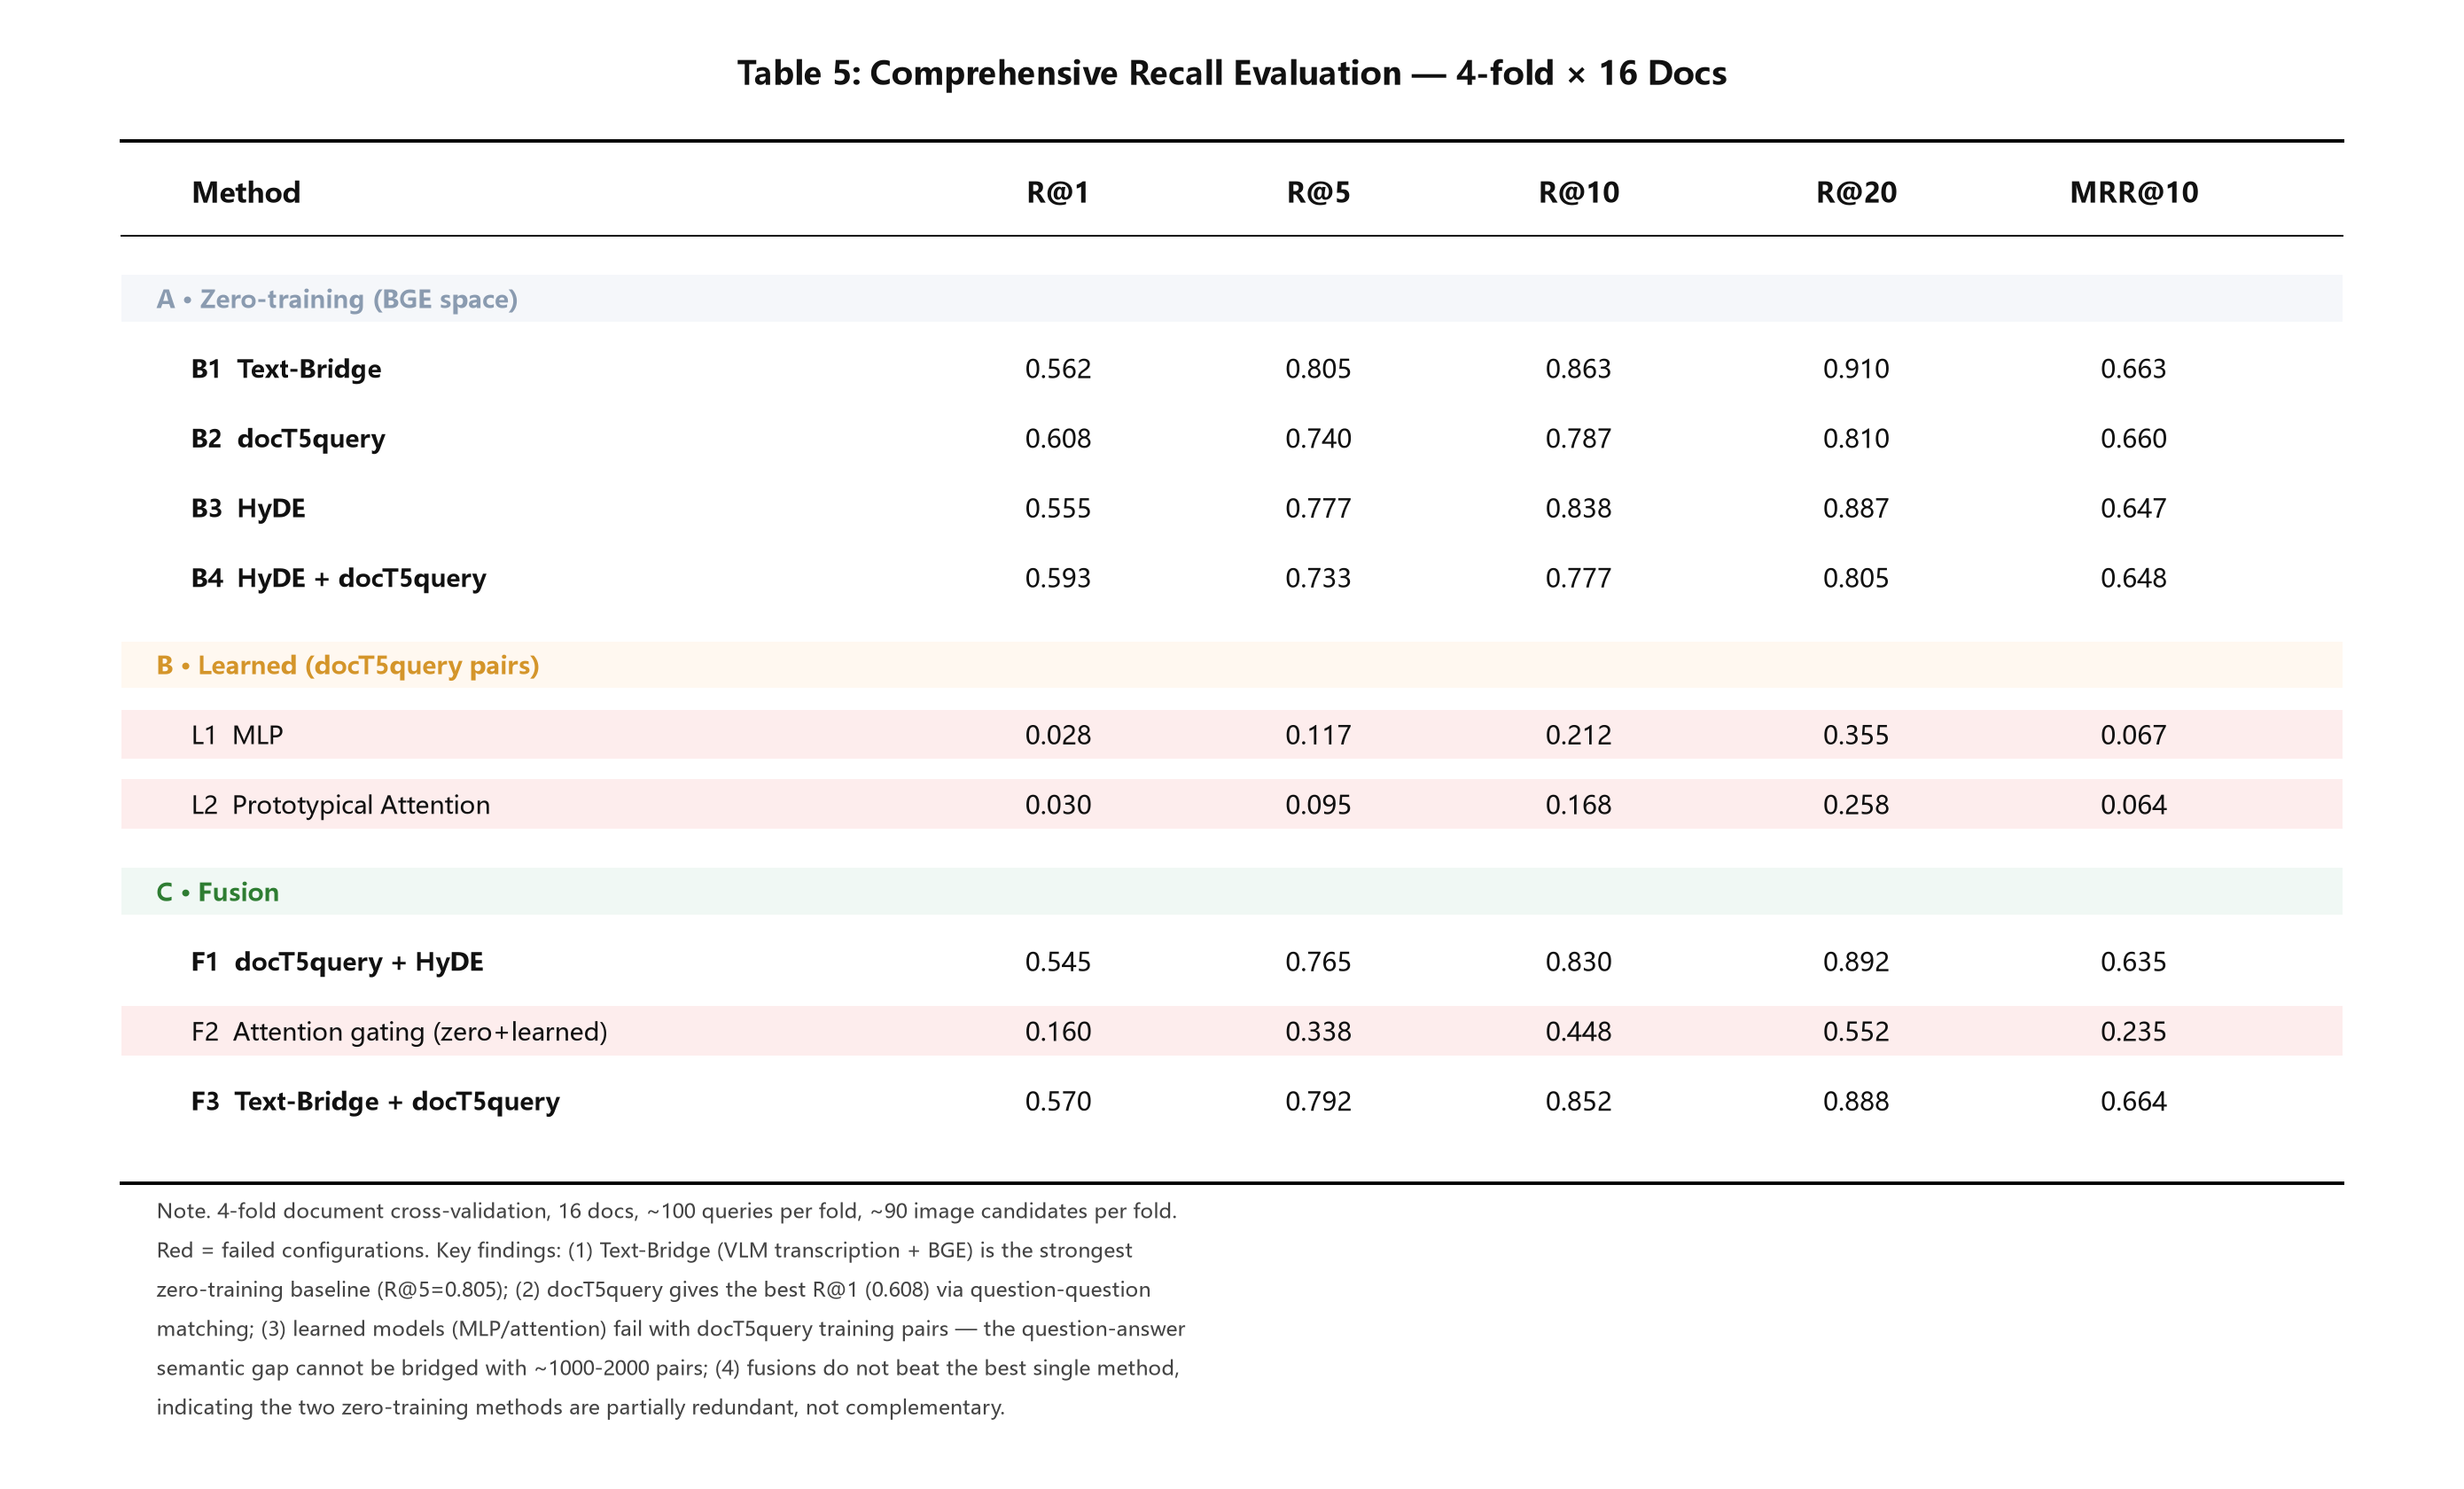 Table 5: Comprehensive Recall Evaluation — 4-fold × 16 Docs
Method R@1 R@5 R@10 R@20 MRR@10
A • Zero-training (BGE space)
B1 Text-Bridge 0.562 0.805 0.863 0.910 0.663
B2 docT5query 0.608 0.740 0.787 0.810 0.660
B3 HyDE 0.555 0.777 0.838 0.887 0.647
B4 HyDE + docT5query 0.593 0.733 0.777 0.805 0.648
B • Learned (docT5query pairs)
L1 MLP 0.028 0.117 0.212 0.355 0.067
L2 Prototypical Attention 0.030 0.095 0.168 0.258 0.064
C • Fusion
F1 docT5query + HyDE 0.545 0.765 0.830 0.892 0.635
F2 Attention gating (zero+learned) 0.160 0.338 0.448 0.552 0.235
F3 Text-Bridge + docT5query 0.570 0.792 0.852 0.888 0.664
Note. 4-fold document cross-validation, 16 docs, ~100 queries per fold, ~90 image candidates per fold.
Red = failed configurations. Key findings: (1) Text-Bridge (VLM transcription + BGE) is the strongest
zero-training baseline (R@5=0.805); (2) docT5query gives the best R@1 (0.608) via question-question
matching; (3) learned models (MLP/attention) fail with docT5query training pairs — the question-answer
semantic gap cannot be bridged with ~1000-2000 pairs; (4) fusions do not beat the best single method,
indicating the two zero-training methods are partially redundant, not complementary.